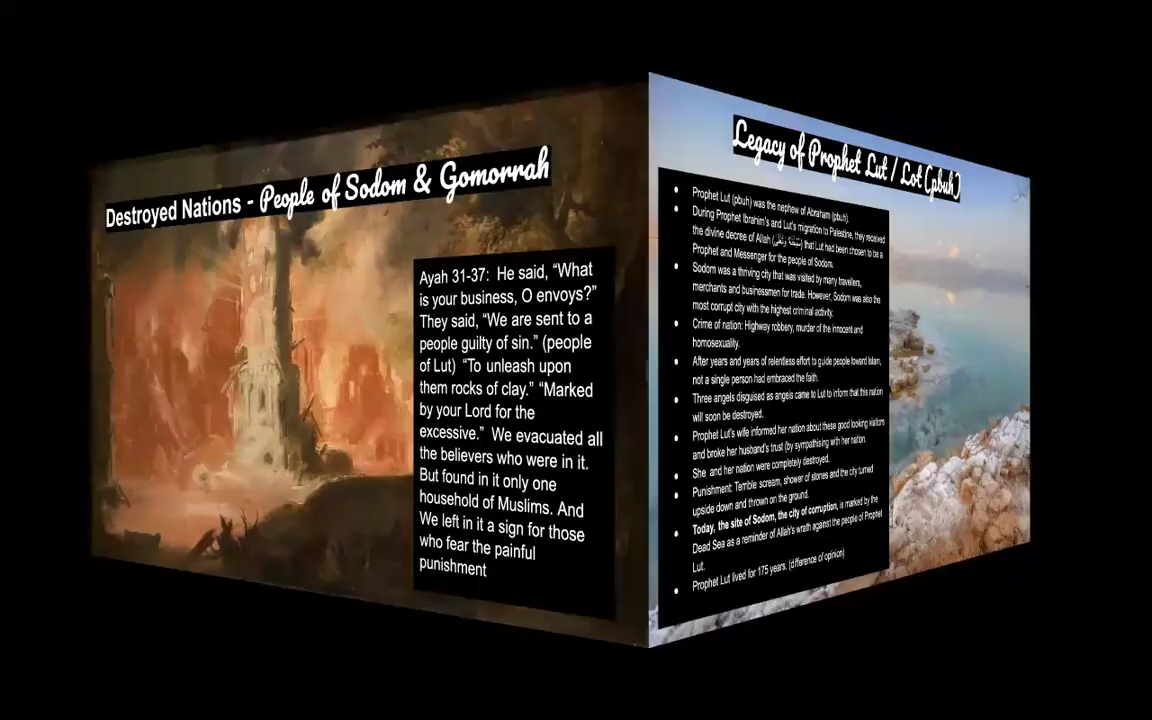 Destroyed Nations - People of Sodom & Gomorrah
Ayah 31-37: He said, “What
is your business, O envoys?”
They said, “We are sent to a
people guilty of sin.” (people
of Lut) “To unleash upon
them rocks of clay.” “Marked
by your Lord for the
excessive.” We evacuated all
the believers who were in it.
But found in it only one
household of Muslims. And
We left in it a sign for those
who fear the painful
punishment
Legacy of Prophet Lut / Lot (pbuh)
Prophet Lut (pbuh) was the nephew of Abraham (pbuh).
During Prophet Ibrahim's and Lut's migration to Palestine, they received
the divine decree of Allah (سُبْحَانَهُ وَتَعَالَى) that Lut had been chosen to be a
Prophet and Messenger for the people of Sodom.
Sodom was a thriving city that was visited by many travellers,
merchants and businessmen for trade. However, Sodom was also the
most corrupt city with the highest criminal activity.
Crime of nation: Highway robbery, murder of the innocent and
homosexuality.
After years and years of relentless effort to guide people toward Islam,
not a single person had embraced the faith.
Three angels disguised as angels came to Lut to inform that this nation
will soon be destroyed.
Prophet Lut's wife informed her nation about these good looking visitors
and broke her husband's trust (by sympathising with her nation.
She and her nation were completely destroyed.
Punishment: Terrible scream, shower of stones and the city turned
upside down and thrown on the ground.
Today, the site of Sodom, the city of corruption, is marked by the
Dead Sea as a reminder of Allah's wrath against the people of Prophet
Lut.
Prophet Lut lived for 175 years. (difference of opinion)